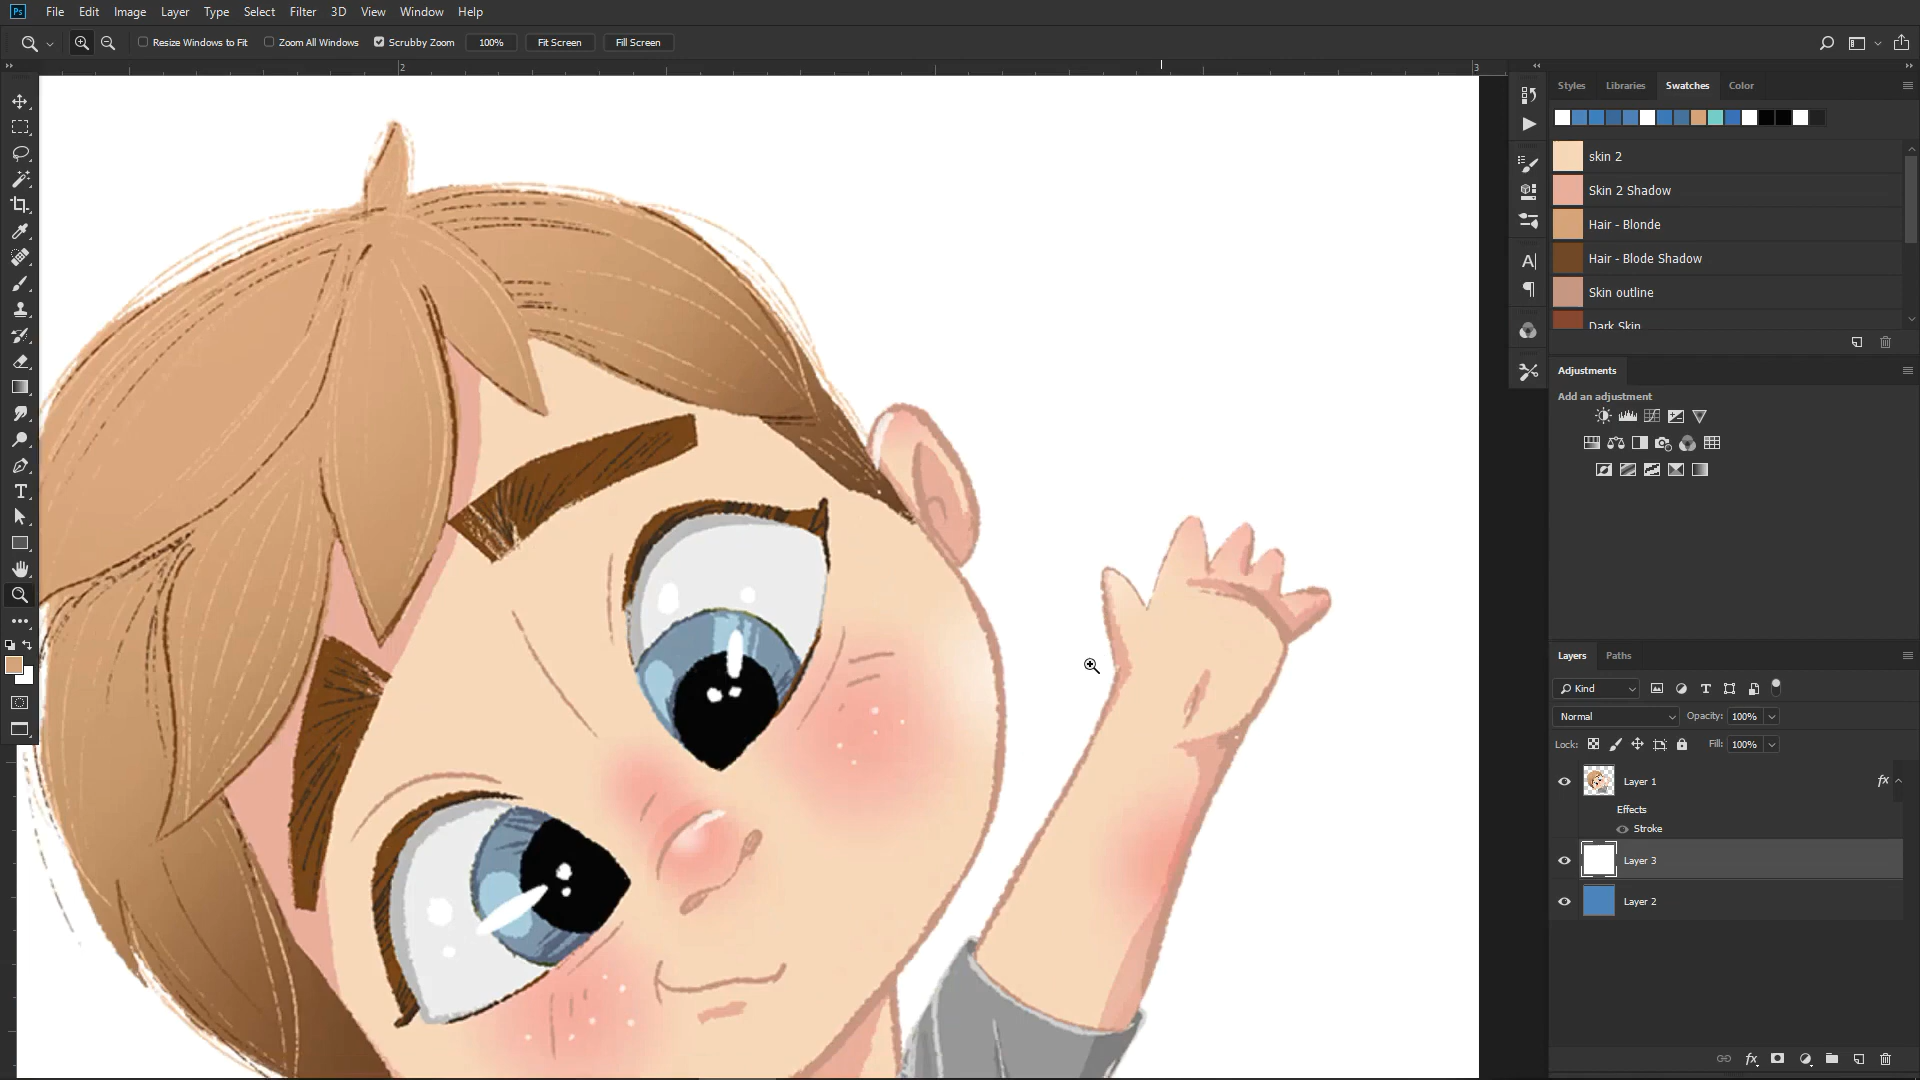 Ps File Edit Image Layer Type Select Filter 3D View Window Help
Resize Windows to Fit Zoom All Windows Scrubby Zoom 100% Fit Screen Fill Screen
2 3
Styles Libraries Swatches Color
skin 2
Skin 2 Shadow
Hair - Blonde
Hair - Blode Shadow
Skin outline
Dark Skin
Adjustments
Add an adjustment
Layers Paths
Kind
Normal Opacity: 100%
Lock: Fill: 100%
Layer 1 fx
Effects
Stroke
Layer 3
Layer 2
fx